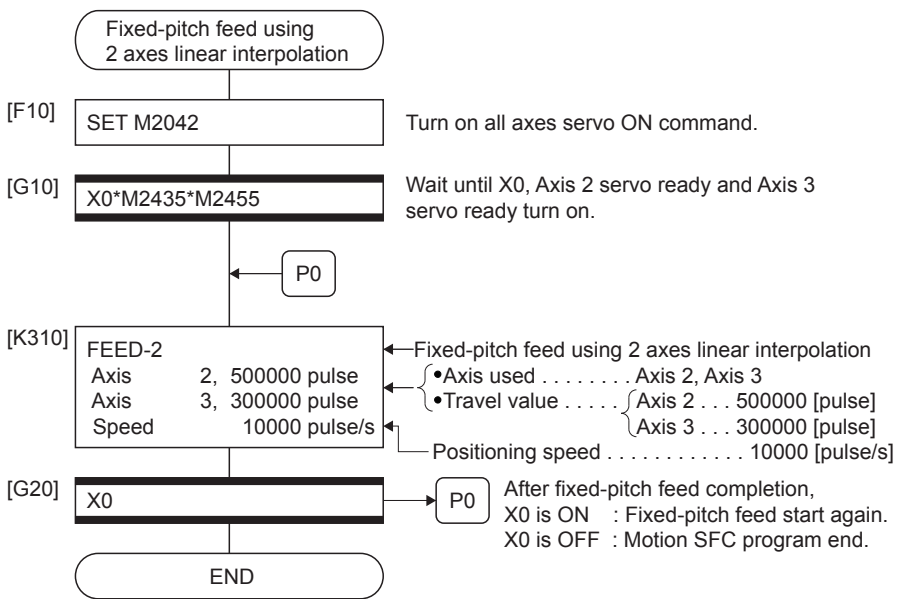 Fixed-pitch feed using
2 axes linear interpolation
[F10]
SET M2042
Turn on all axes servo ON command.
[G10]
X0*M2435*M2455
Wait until X0, Axis 2 servo ready and Axis 3
servo ready turn on.
P0
[K310]
FEED-2
Axis 2, 500000 pulse
Axis 3, 300000 pulse
Speed 10000 pulse/s
Fixed-pitch feed using 2 axes linear interpolation
•Axis used . . . . . . . . Axis 2, Axis 3
•Travel value . . . . . Axis 2 . . . 500000 [pulse]
Axis 3 . . . 300000 [pulse]
Positioning speed . . . . . . . . . . . . 10000 [pulse/s]
[G20]
X0
P0
After fixed-pitch feed completion,
X0 is ON : Fixed-pitch feed start again.
X0 is OFF : Motion SFC program end.
END